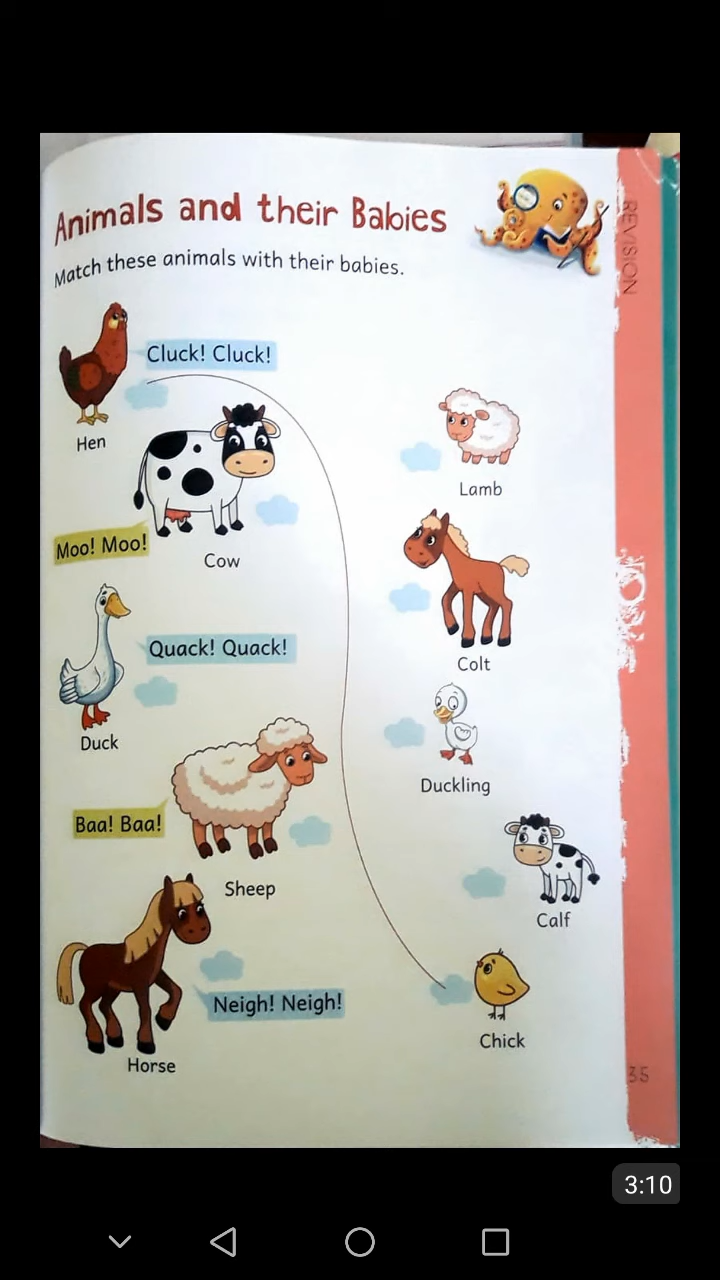 Animals and their Babies
REVISION
Match these animals with their babies.
Cluck! Cluck!
Hen
Lamb
Moo! Moo!
Cow
Quack! Quack!
Colt
Duck
Duckling
Baa! Baa!
Sheep
Calf
Neigh! Neigh!
Chick
Horse
35
3:10